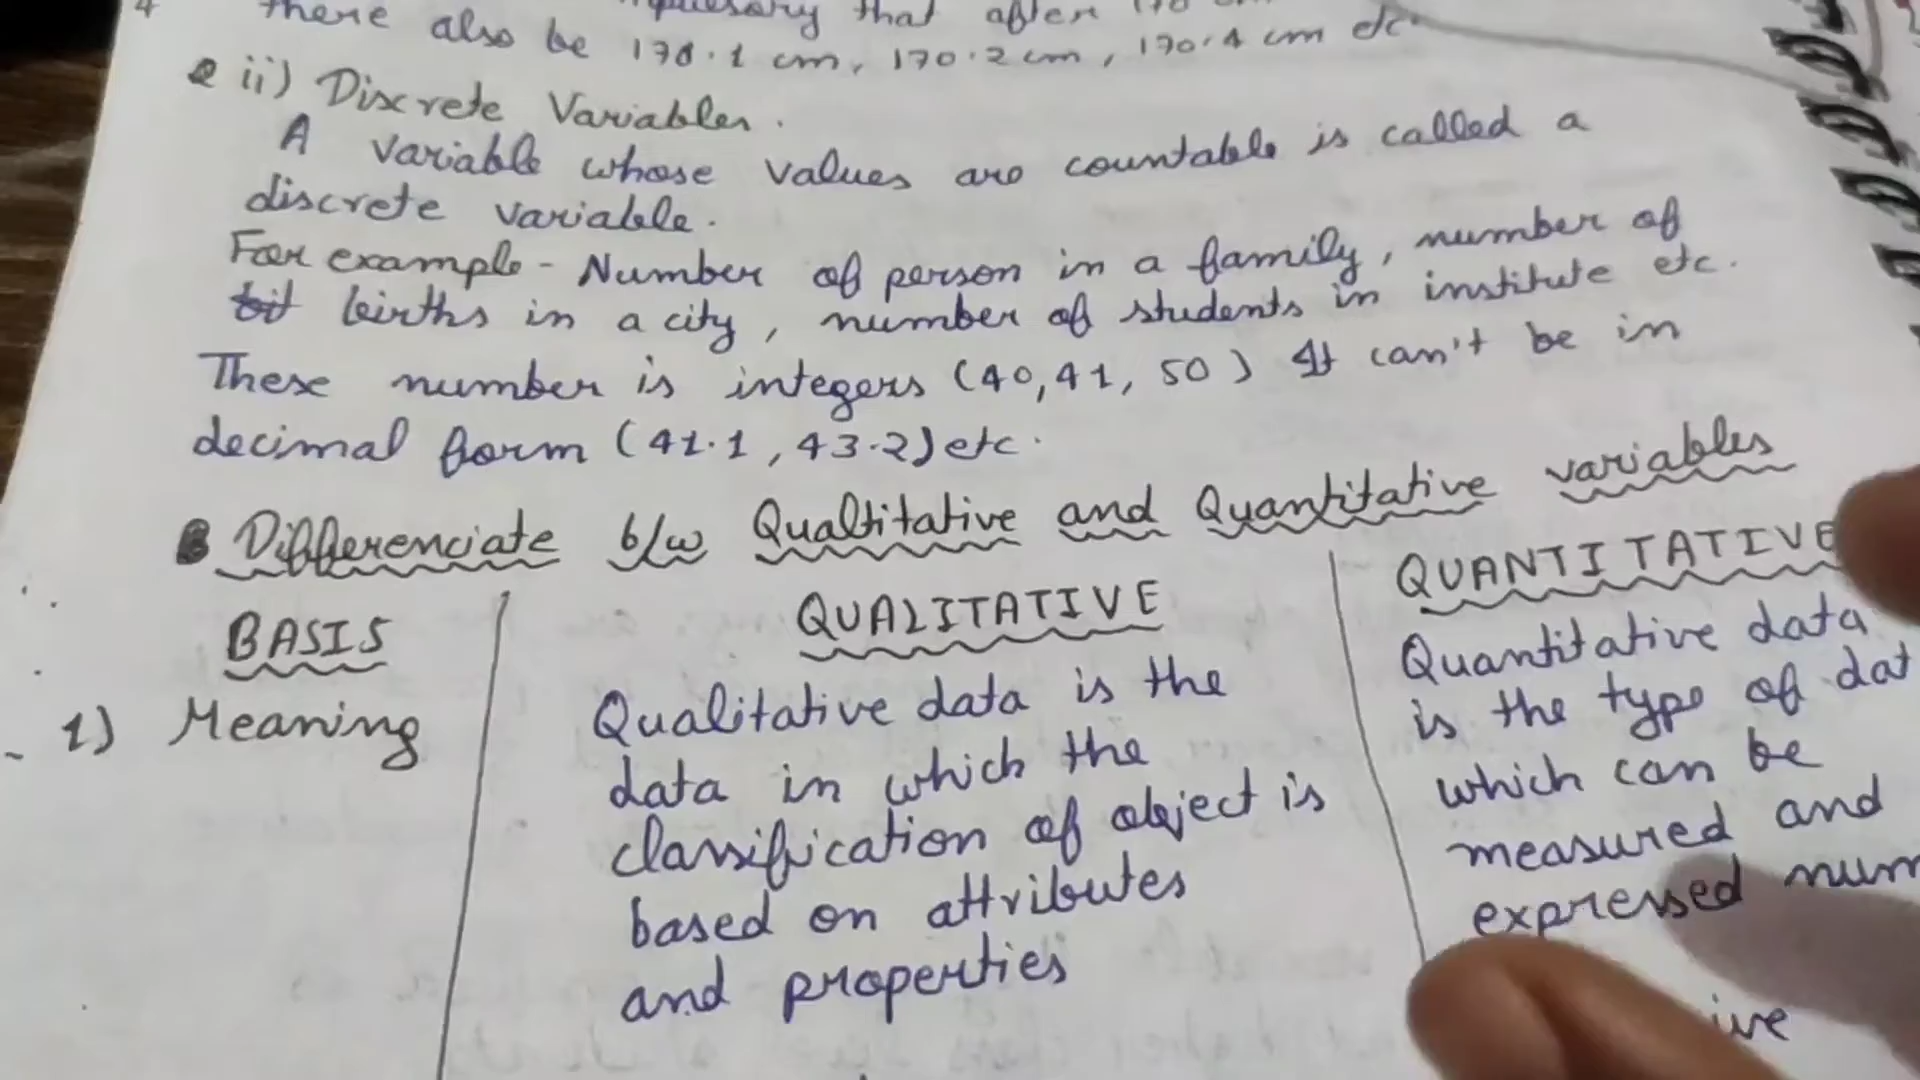 there also be 170.1 cm, 170.2 cm, 170.4 cm etc.
ii) Discrete Variables.
A variable whose values are countable is called a
discrete variable.
For example - Number of person in a family, number of
births in a city, number of students in institute etc.
These number is integers (40,41, 50) It can't be in
decimal form (41.1, 43.2) etc.
Differenciate b/w Qualtitative and Quantitative variables
BASIS
1) Meaning
QUALITATIVE
Qualitative data is the
data in which the
classification of object is
based on attributes
and properties
QUANTITATIVE
Quantitative data
is the type of dat
which can be
measured and
expressed num